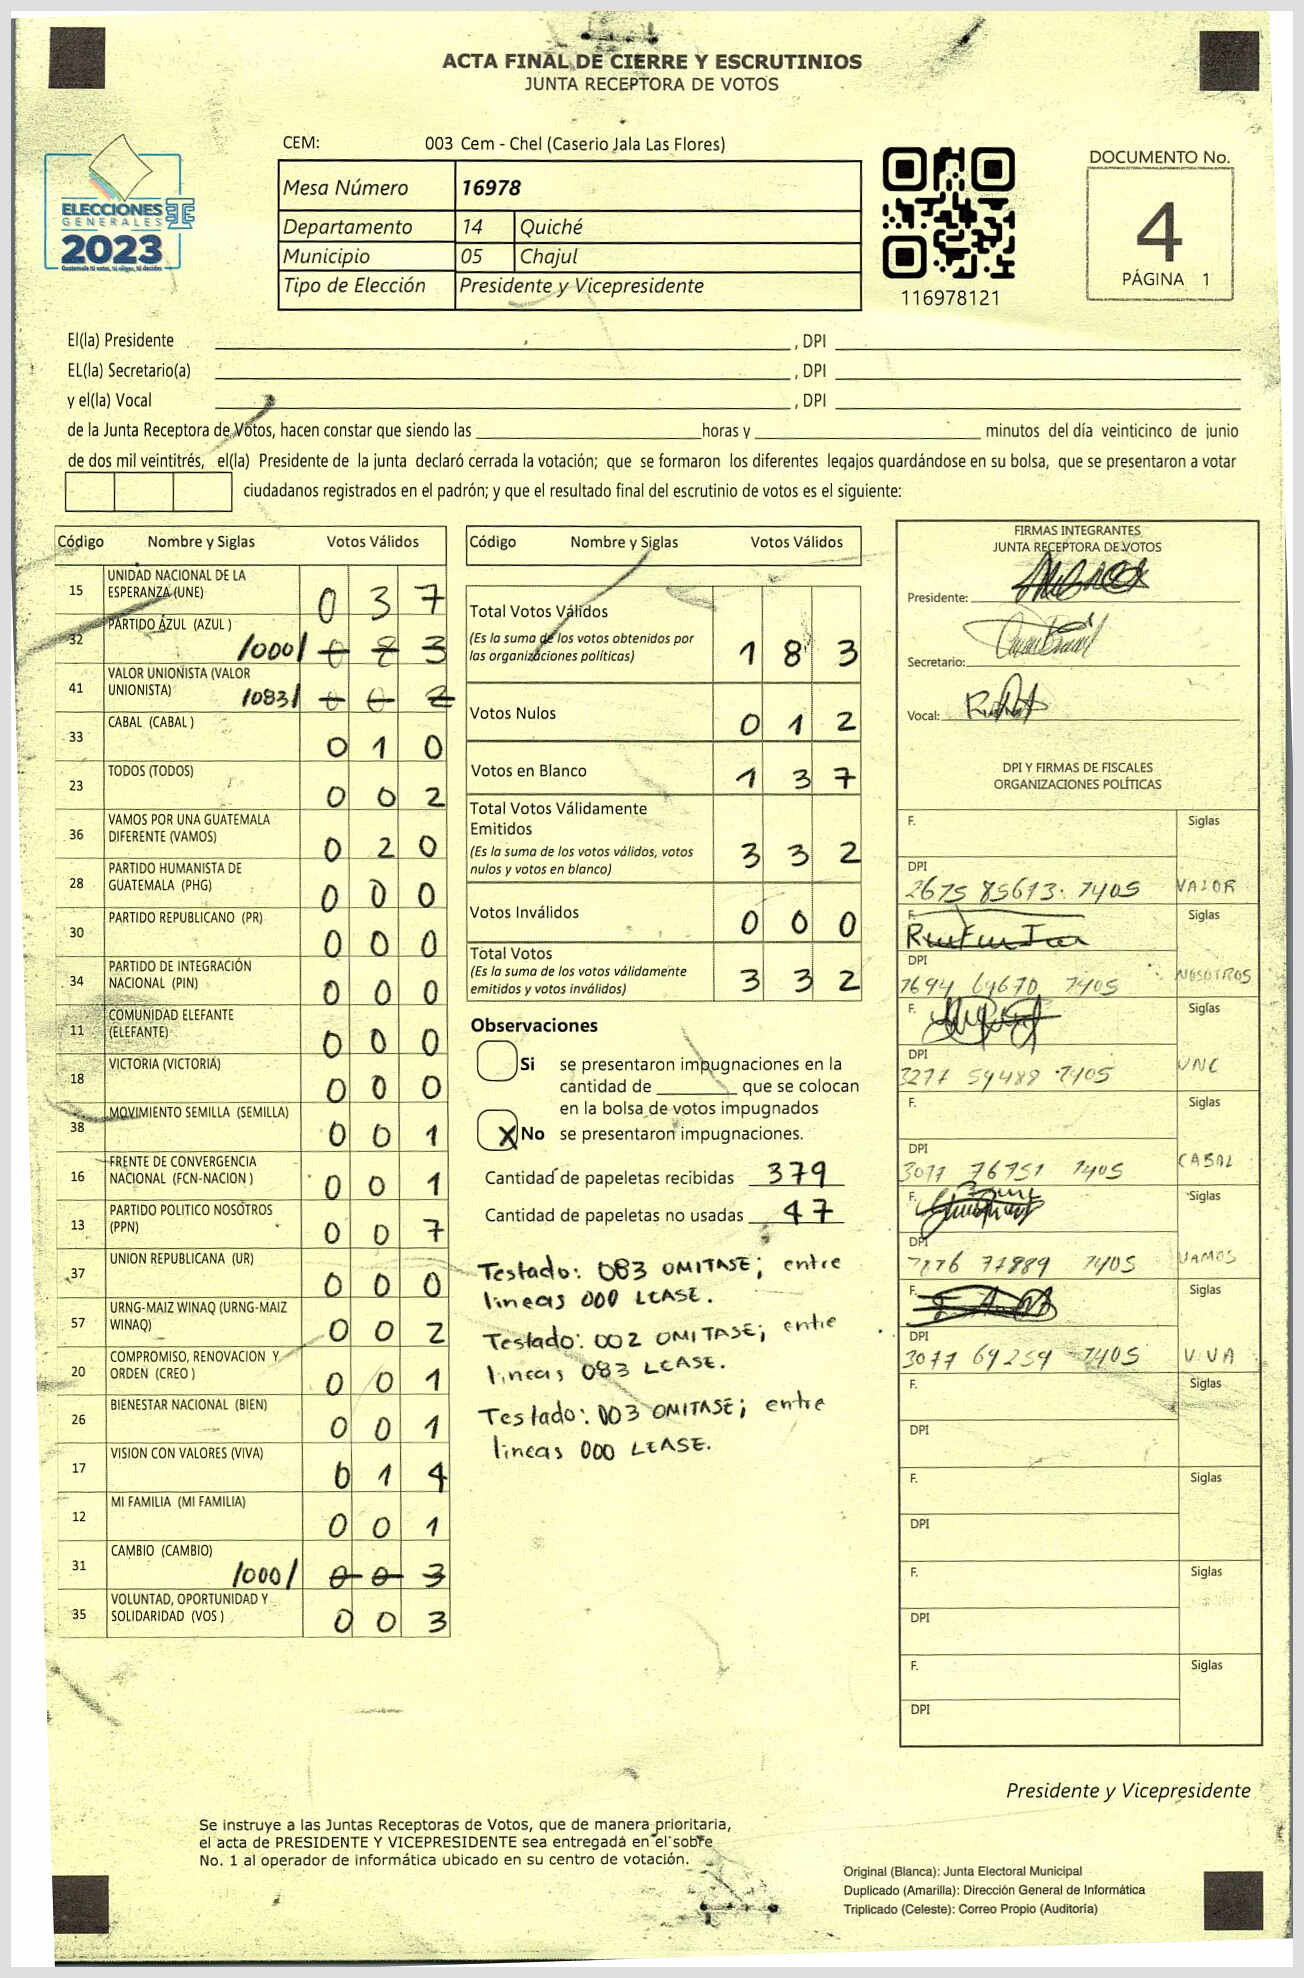 ACTA FINAL DE CIERRE Y ESCRUTINIOS
JUNTA RECEPTORA DE VOTOS
ELECCIONES
GENERALES
2023
Guatemala tú votas, tú eliges, tú decides
CEM: 003 Cem - Chel (Caserio Jala Las Flores)
Mesa Número 16978
Departamento 14 Quiché
Municipio 05 Chajul
Tipo de Elección Presidente y Vicepresidente
116978121
DOCUMENTO No.
4
PÁGINA 1
El(la) Presidente , DPI
EL(la) Secretario(a) , DPI
y el(la) Vocal , DPI
de la Junta Receptora de Votos, hacen constar que siendo las horas y minutos del día veinticinco de junio
de dos mil veintitrés, el(la) Presidente de la junta declaró cerrada la votación; que se formaron los diferentes legajos guardándose en su bolsa, que se presentaron a votar
ciudadanos registrados en el padrón; y que el resultado final del escrutinio de votos es el siguiente:
Código Nombre y Siglas Votos Válidos
15 UNIDAD NACIONAL DE LA
ESPERANZA (UNE) 0 3 7
32 PARTIDO AZUL (AZUL )
/000/ 0 8 3
41 VALOR UNIONISTA (VALOR
UNIONISTA) /083/ 0 0 2
33 CABAL (CABAL ) 0 1 0
23 TODOS (TODOS) 0 0 2
36 VAMOS POR UNA GUATEMALA
DIFERENTE (VAMOS) 0 2 0
28 PARTIDO HUMANISTA DE
GUATEMALA (PHG) 0 0 0
30 PARTIDO REPUBLICANO (PR) 0 0 0
34 PARTIDO DE INTEGRACIÓN
NACIONAL (PIN) 0 0 0
11 COMUNIDAD ELEFANTE
(ELEFANTE) 0 0 0
18 VICTORIA (VICTORIA) 0 0 0
38 MOVIMIENTO SEMILLA (SEMILLA) 0 0 1
16 FRENTE DE CONVERGENCIA
NACIONAL (FCN-NACION ) 0 0 1
13 PARTIDO POLITICO NOSOTROS
(PPN) 0 0 7
37 UNION REPUBLICANA (UR) 0 0 0
57 URNG-MAIZ WINAQ (URNG-MAIZ
WINAQ) 0 0 2
20 COMPROMISO, RENOVACION Y
ORDEN (CREO ) 0 0 1
26 BIENESTAR NACIONAL (BIEN) 0 0 1
17 VISION CON VALORES (VIVA) 0 1 4
12 MI FAMILIA (MI FAMILIA) 0 0 1
31 CAMBIO (CAMBIO)
/000/ 0 0 3
35 VOLUNTAD, OPORTUNIDAD Y
SOLIDARIDAD (VOS ) 0 0 3
Código Nombre y Siglas Votos Válidos
Total Votos Válidos
(Es la suma de los votos obtenidos por
las organizaciones políticas) 1 8 3
Votos Nulos 0 1 2
Votos en Blanco 1 3 7
Total Votos Válidamente
Emitidos
(Es la suma de los votos válidos, votos
nulos y votos en blanco) 3 3 2
Votos Inválidos 0 0 0
Total Votos
(Es la suma de los votos válidamente
emitidos y votos inválidos) 3 3 2
Observaciones
Si se presentaron impugnaciones en la
cantidad de que se colocan
en la bolsa de votos impugnados
X No se presentaron impugnaciones.
Cantidad de papeletas recibidas 379
Cantidad de papeletas no usadas 47
Testado: 083 OMITASE; entre
lineas 000 LEASE.
Testado: 002 OMITASE; entre
lineas 083 LEASE.
Testado: 003 OMITASE; entre
lineas 000 LEASE.
FIRMAS INTEGRANTES
JUNTA RECEPTORA DE VOTOS
Presidente:
Secretario:
Vocal:
DPI Y FIRMAS DE FISCALES
ORGANIZACIONES POLÍTICAS
F. Siglas
DPI
2675 85673 1405 VALOR
F. Siglas
DPI
1694 64670 1405 NOSOTROS
F. Siglas
DPI
3277 59488 1405 UNE
F. Siglas
DPI
3077 76751 1405 CABAL
F. Siglas
DPI
77889 1405 VAMOS
F. Siglas
DPI
3077 69259 1405 VIVA
F. Siglas
DPI
F. Siglas
DPI
F. Siglas
DPI
F. Siglas
DPI
Presidente y Vicepresidente
Se instruye a las Juntas Receptoras de Votos, que de manera prioritaria,
el acta de PRESIDENTE Y VICEPRESIDENTE sea entregada en el sobre
No. 1 al operador de informática ubicado en su centro de votación.
Original (Blanca): Junta Electoral Municipal
Duplicado (Amarilla): Dirección General de Informática
Triplicado (Celeste): Correo Propio (Auditoría)